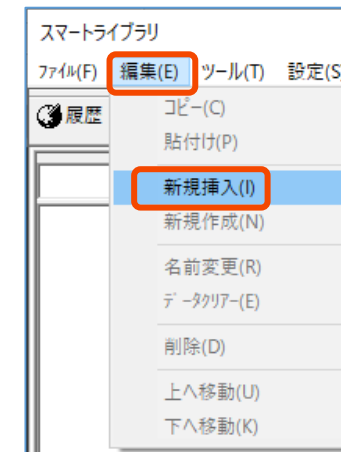 スマートライブラリ
ファイル(F) 編集(E) ツール(T) 設定(S
履歴
コピー(C)
貼付け(P)
新規挿入(I)
新規作成(N)
名前変更(R)
データクリアー(E)
削除(D)
上へ移動(U)
下へ移動(K)